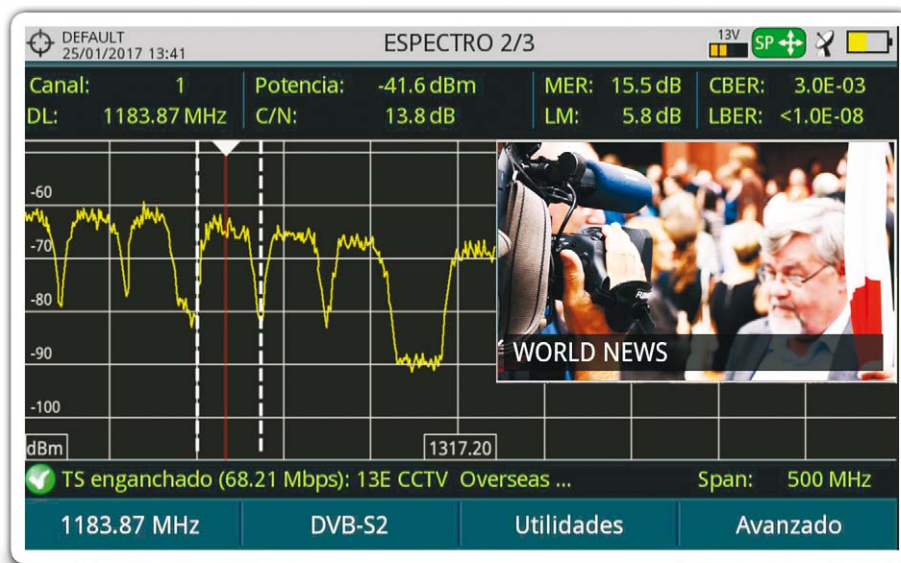 DEFAULT
25/01/2017 13:41
ESPECTRO 2/3
13V
SP
Canal: 1
Potencia: -41.6 dBm
MER: 15.5 dB
CBER: 3.0E-03
DL: 1183.87 MHz
C/N: 13.8 dB
LM: 5.8 dB
LBER: <1.0E-08
-60
-70
-80
-90
-100
dBm
1317.20
WORLD NEWS
TS enganchado (68.21 Mbps): 13E CCTV Overseas ...
Span: 500 MHz
1183.87 MHz
DVB-S2
Utilidades
Avanzado